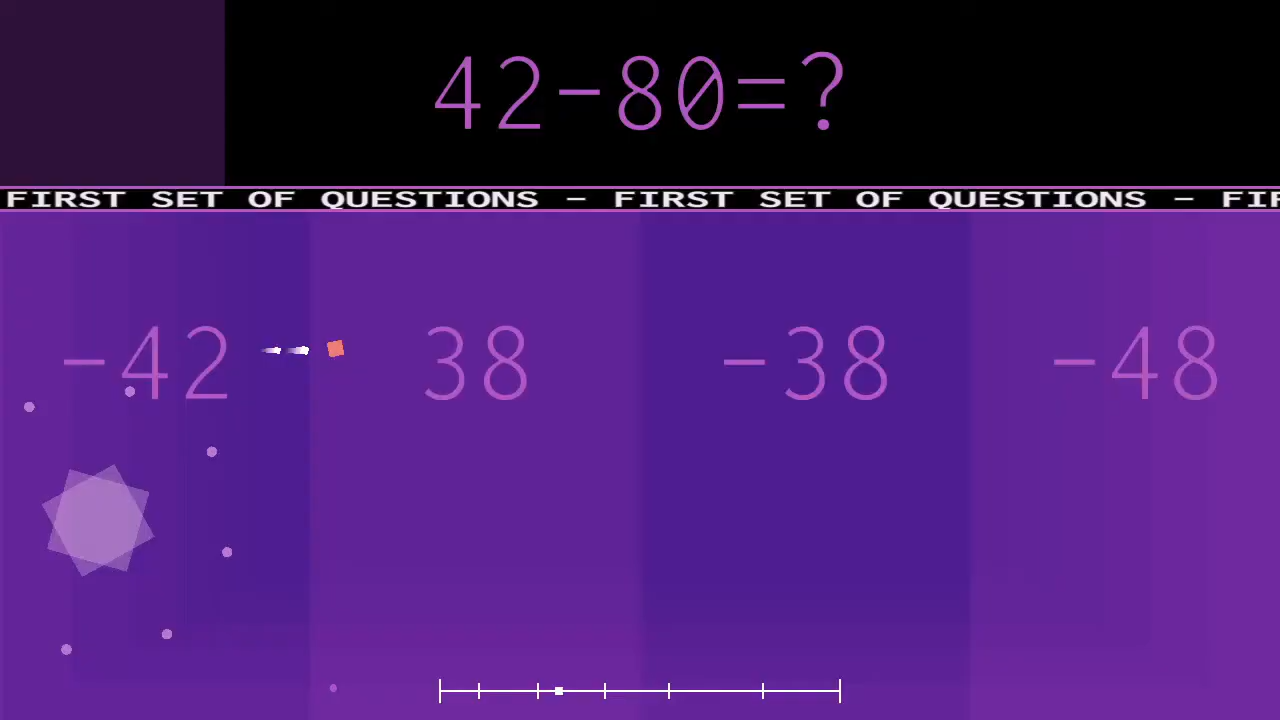 42-80=?
FIRST SET OF QUESTIONS - FIRST SET OF QUESTIONS - FIR
-42 38 -38 -48